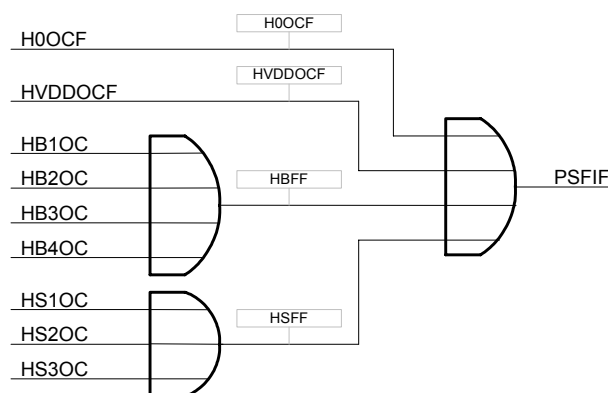 H0OCF
H0OCF
HVDDOCF
HVDDOCF
HB1OC
HB2OC
HBFF
PSFIF
HB3OC
HB4OC
HS1OC
HSFF
HS2OC
HS3OC